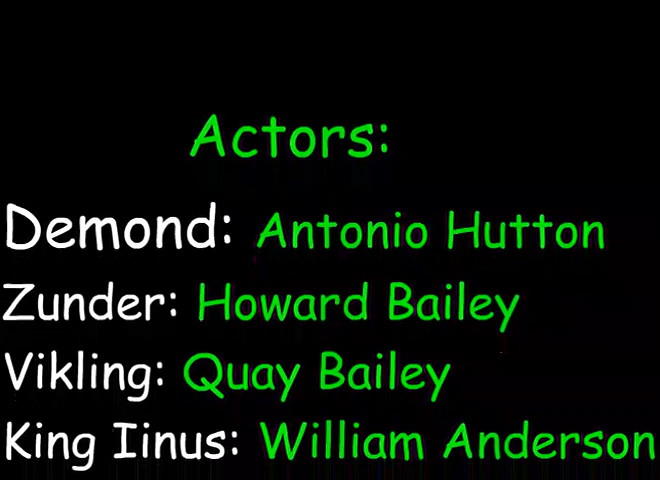 Actors:
Demond: Antonio Hutton
Zunder: Howard Bailey
Vikling: Quay Bailey
King Iinus: William Anderson